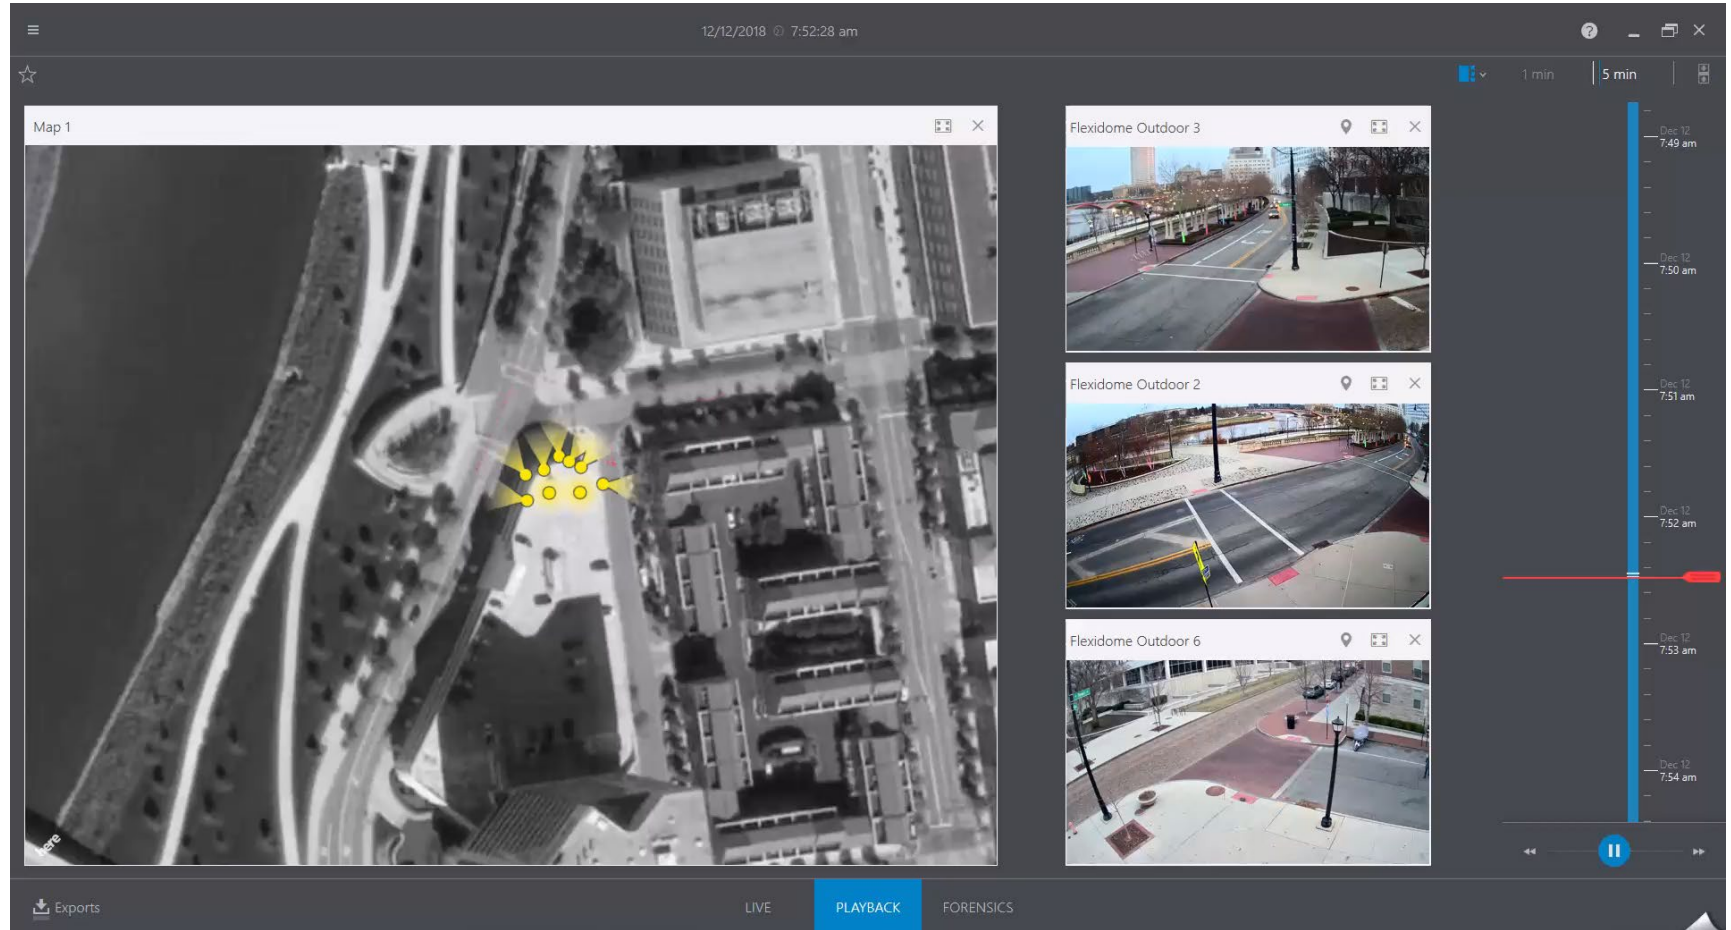 12/12/2018 7:52:28 am
1 min
5 min
Map 1
here
Flexidome Outdoor 3
Flexidome Outdoor 2
Flexidome Outdoor 6
Dec 12
7:49 am
Dec 12
7:50 am
Dec 12
7:51 am
Dec 12
7:52 am
Dec 12
7:53 am
Dec 12
7:54 am
Exports
LIVE
PLAYBACK
FORENSICS